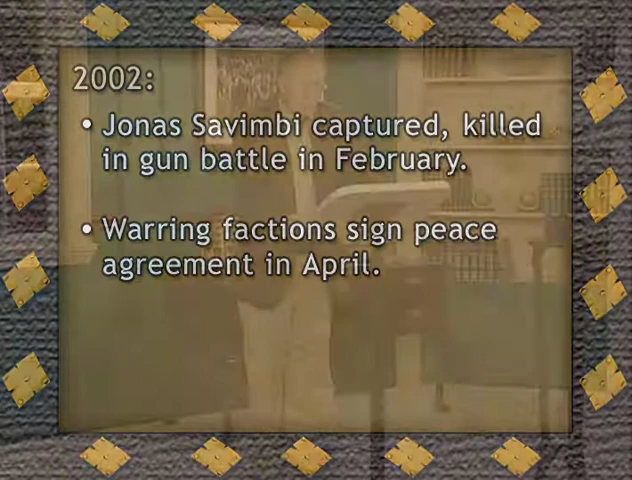 2002:
• Jonas Savimbi captured, killed
in gun battle in February.
• Warring factions sign peace
agreement in April.